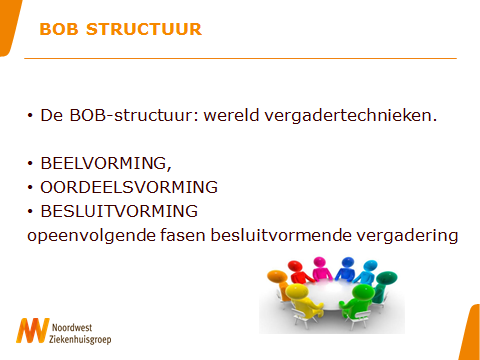 BOB STRUCTUUR
• De BOB-structuur: wereld vergadertechnieken.
• BEELVORMING,
• OORDEELSVORMING
• BESLUITVORMING
opeenvolgende fasen besluitvormende vergadering
Noordwest
Ziekenhuisgroep